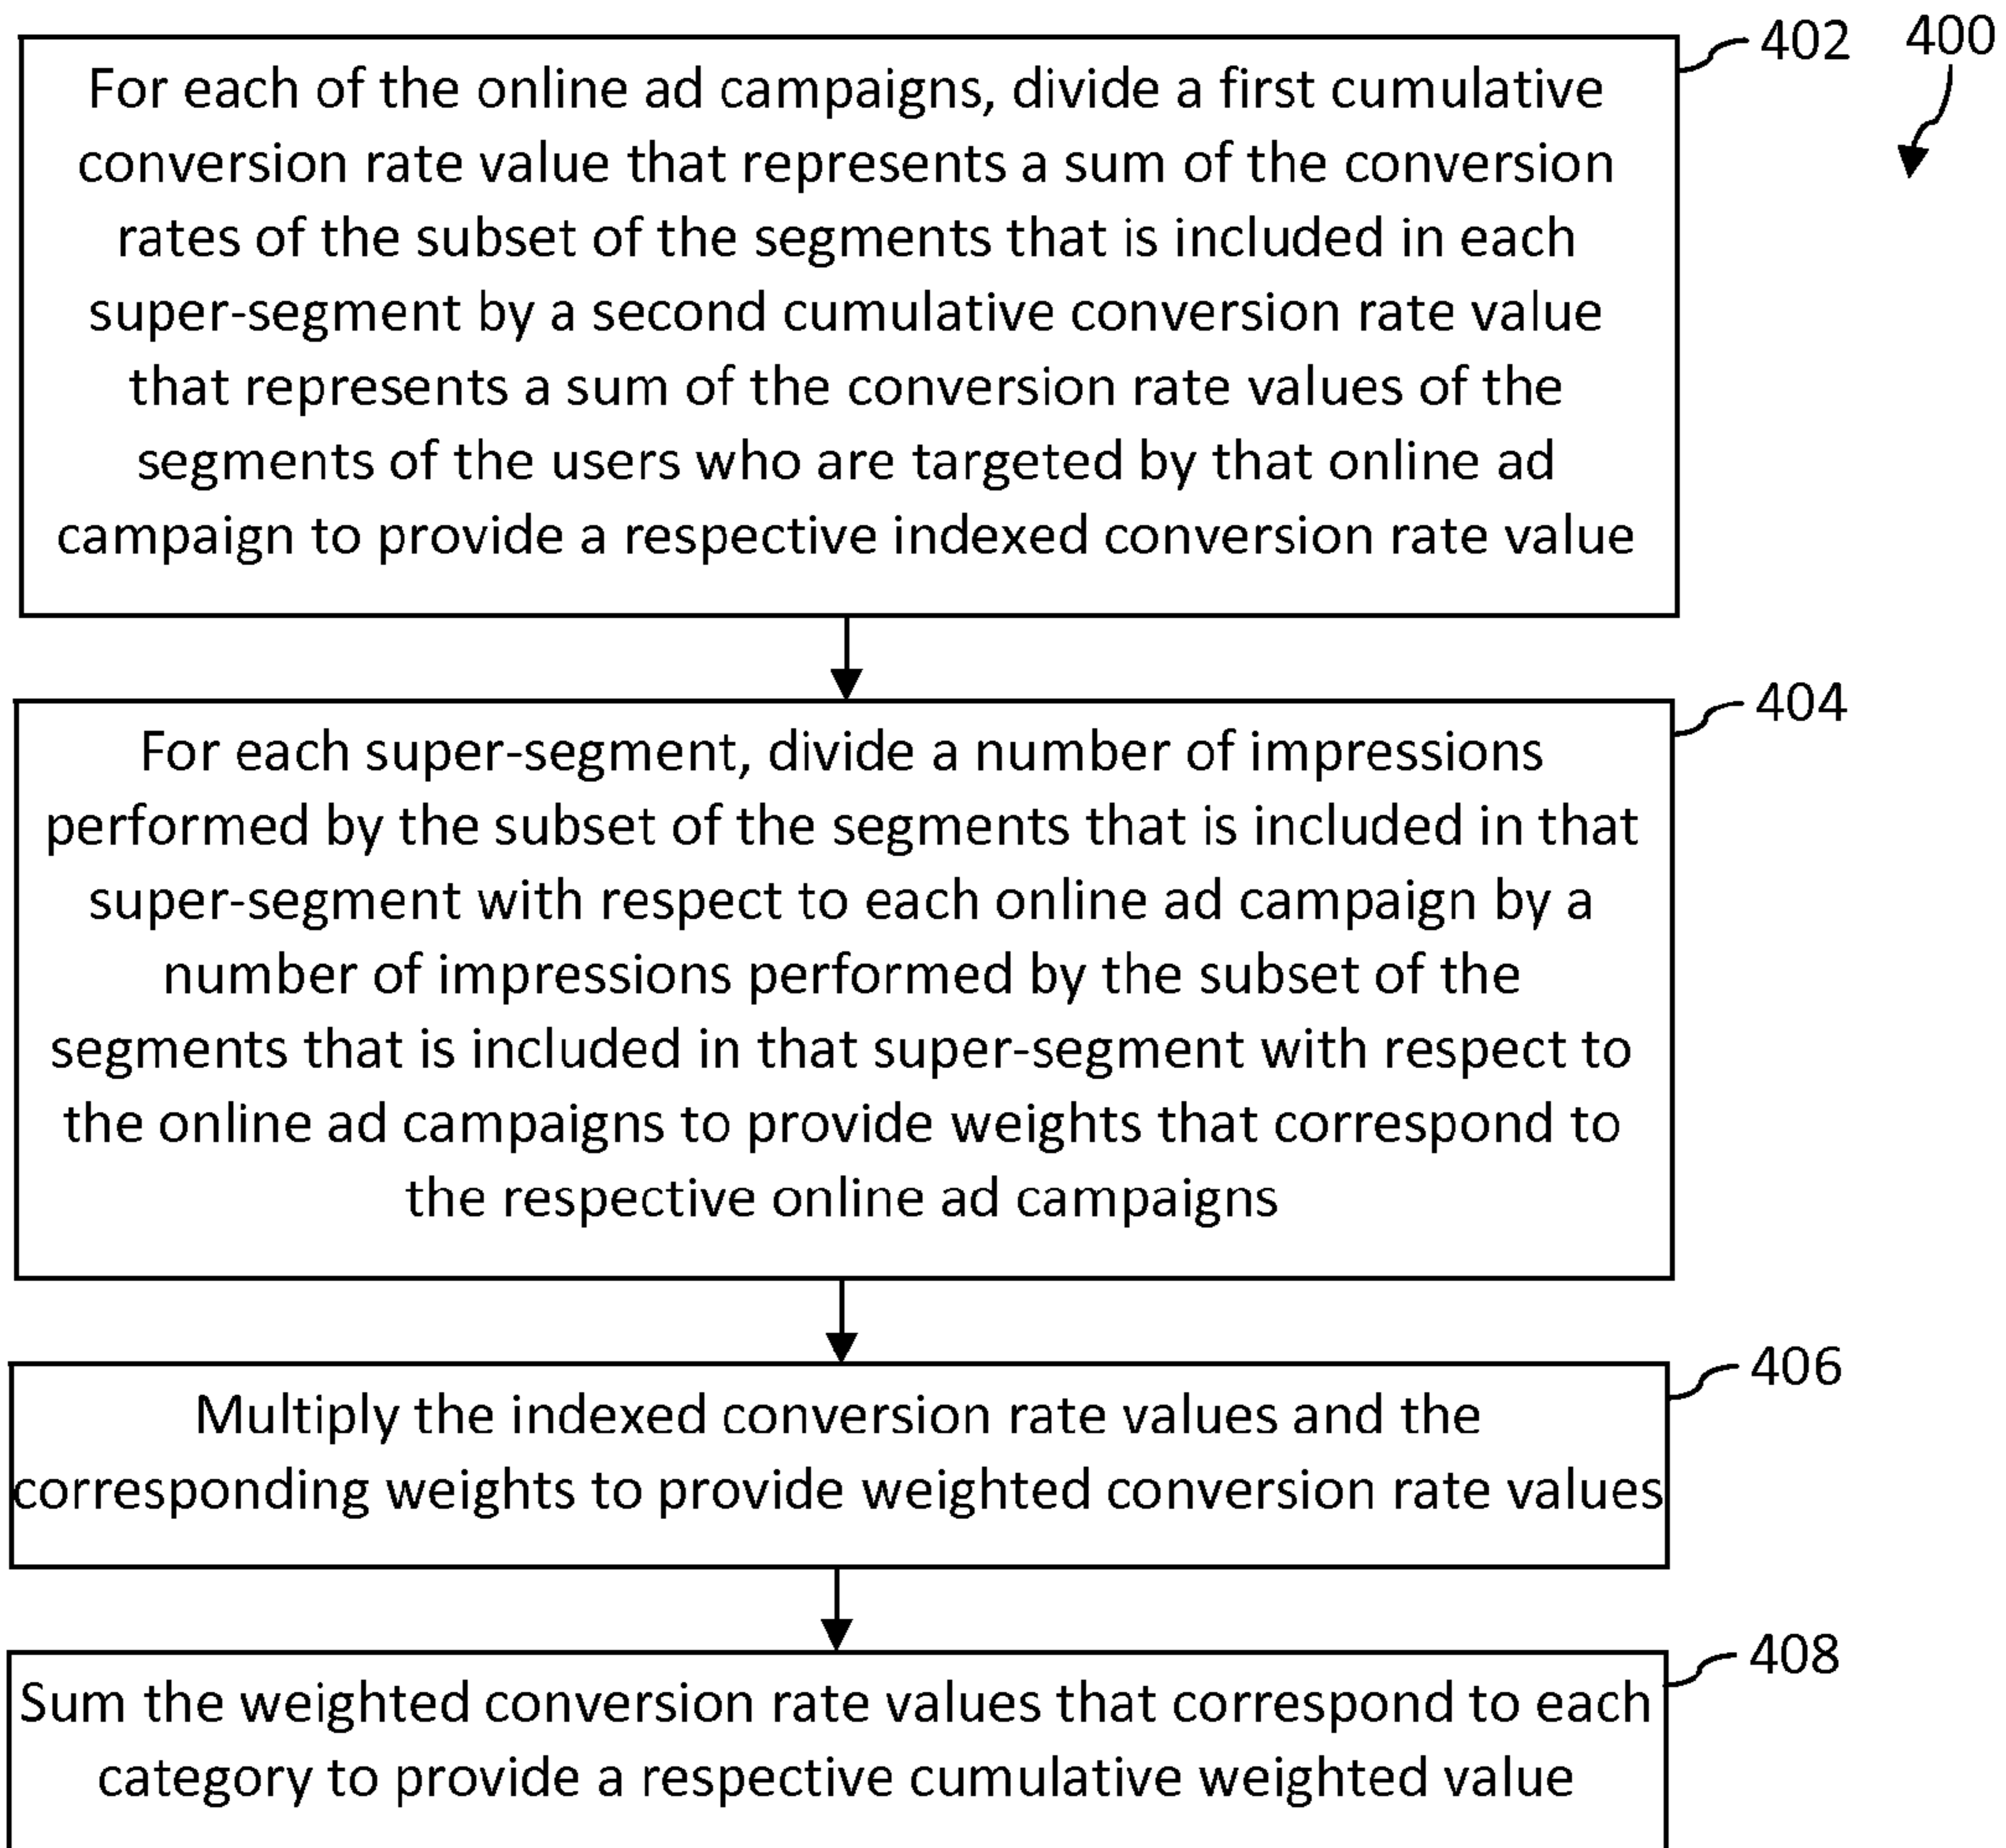 402
400
For each of the online ad campaigns, divide a first cumulative
conversion rate value that represents a sum of the conversion
rates of the subset of the segments that is included in each
super-segment by a second cumulative conversion rate value
that represents a sum of the conversion rate values of the
segments of the users who are targeted by that online ad
campaign to provide a respective indexed conversion rate value
404
For each super-segment, divide a number of impressions
performed by the subset of the segments that is included in that
super-segment with respect to each online ad campaign by a
number of impressions performed by the subset of the
segments that is included in that super-segment with respect to
the online ad campaigns to provide weights that correspond to
the respective online ad campaigns
406
Multiply the indexed conversion rate values and the
corresponding weights to provide weighted conversion rate values
408
Sum the weighted conversion rate values that correspond to each
category to provide a respective cumulative weighted value